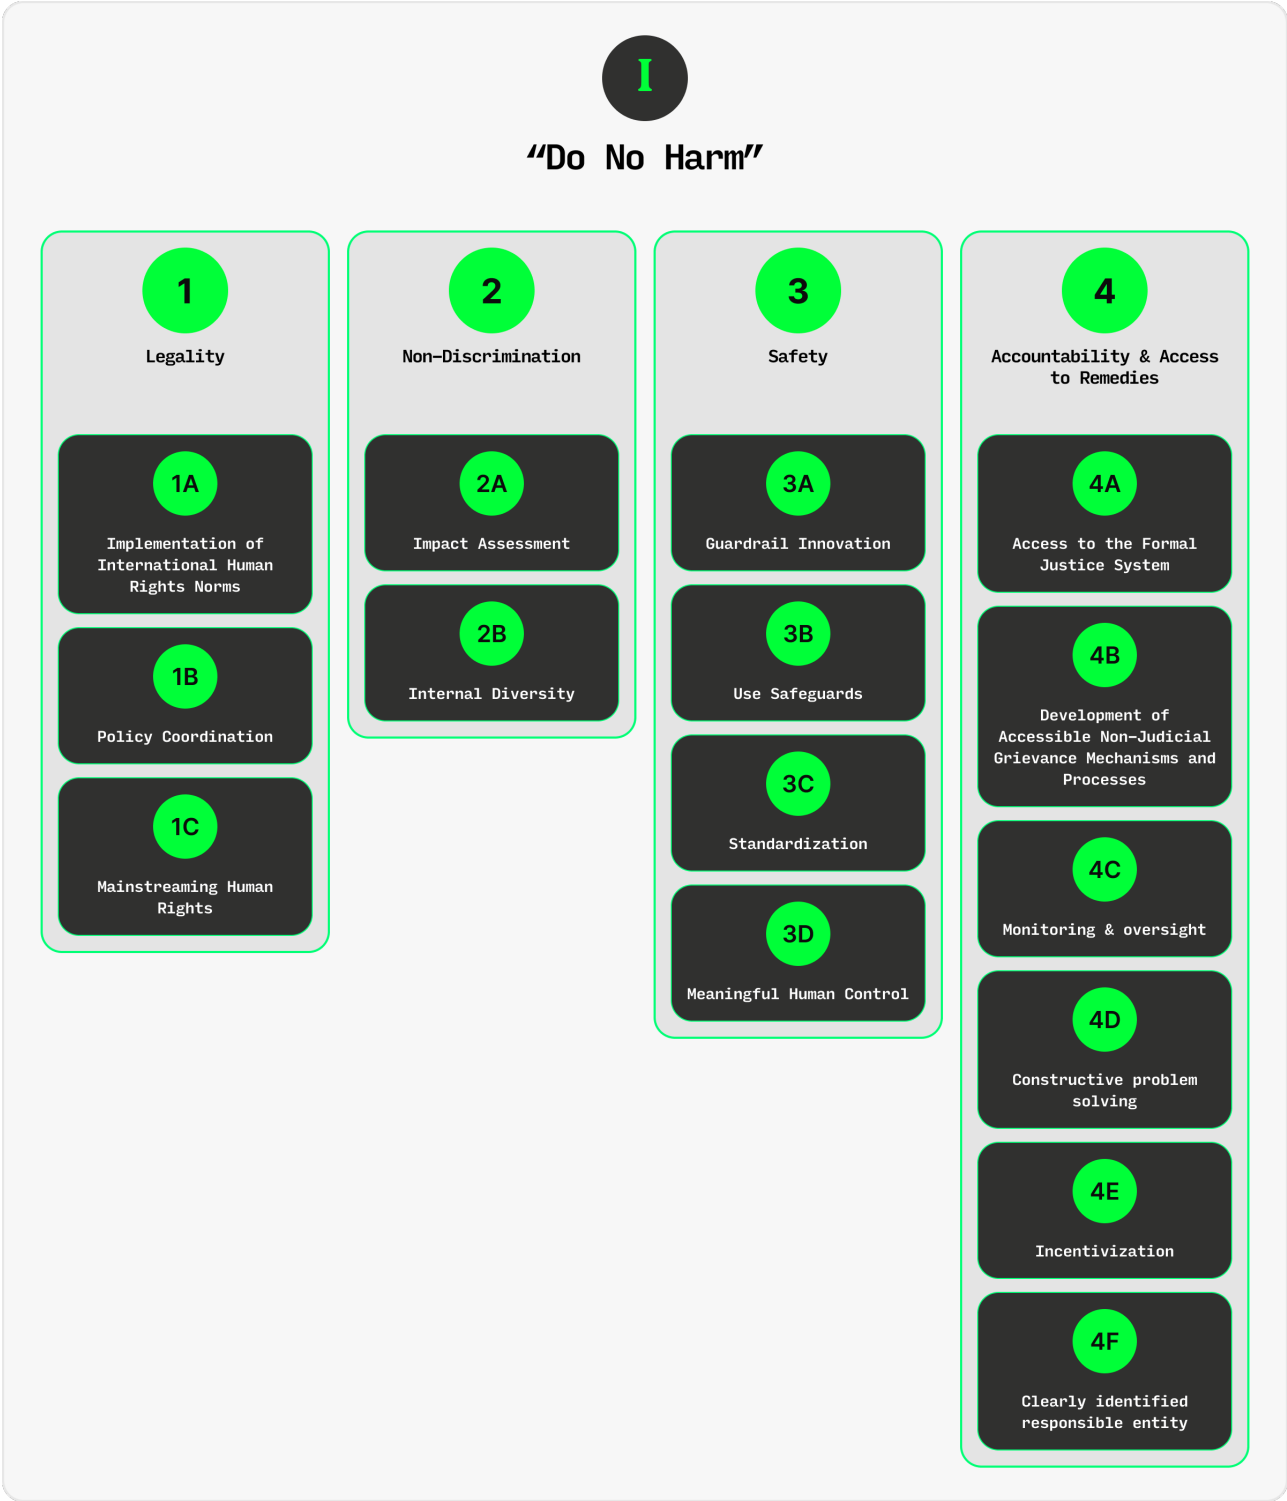 I
“Do No Harm”
1
Legality
1A
Implementation of
International Human
Rights Norms
1B
Policy Coordination
1C
Mainstreaming Human
Rights
2
Non-Discrimination
2A
Impact Assessment
2B
Internal Diversity
3
Safety
3A
Guardrail Innovation
3B
Use Safeguards
3C
Standardization
3D
Meaningful Human Control
4
Accountability & Access
to Remedies
4A
Access to the Formal
Justice System
4B
Development of
Accessible Non-Judicial
Grievance Mechanisms and
Processes
4C
Monitoring & oversight
4D
Constructive problem
solving
4E
Incentivization
4F
Clearly identified
responsible entity